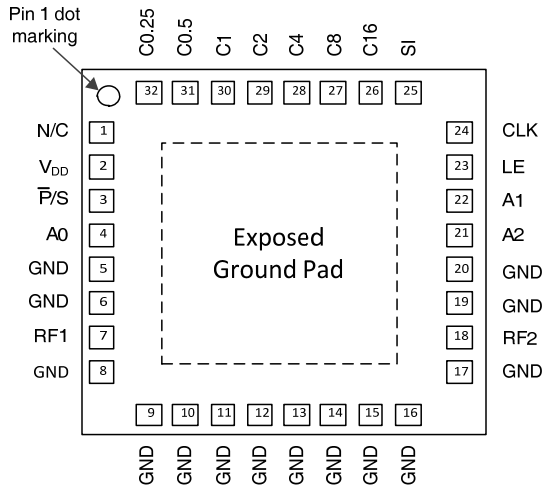 Pin 1 dot
marking
C0.25 C0.5 C1 C2 C4 C8 C16 SI
32 31 30 29 28 27 26 25
N/C 1 24 CLK
VDD 2 23 LE
P̅/S 3 22 A1
A0 4 21 A2
GND 5 20 GND
GND 6 19 GND
RF1 7 18 RF2
GND 8 17 GND
Exposed
Ground Pad
9 10 11 12 13 14 15 16
GND GND GND GND GND GND GND GND